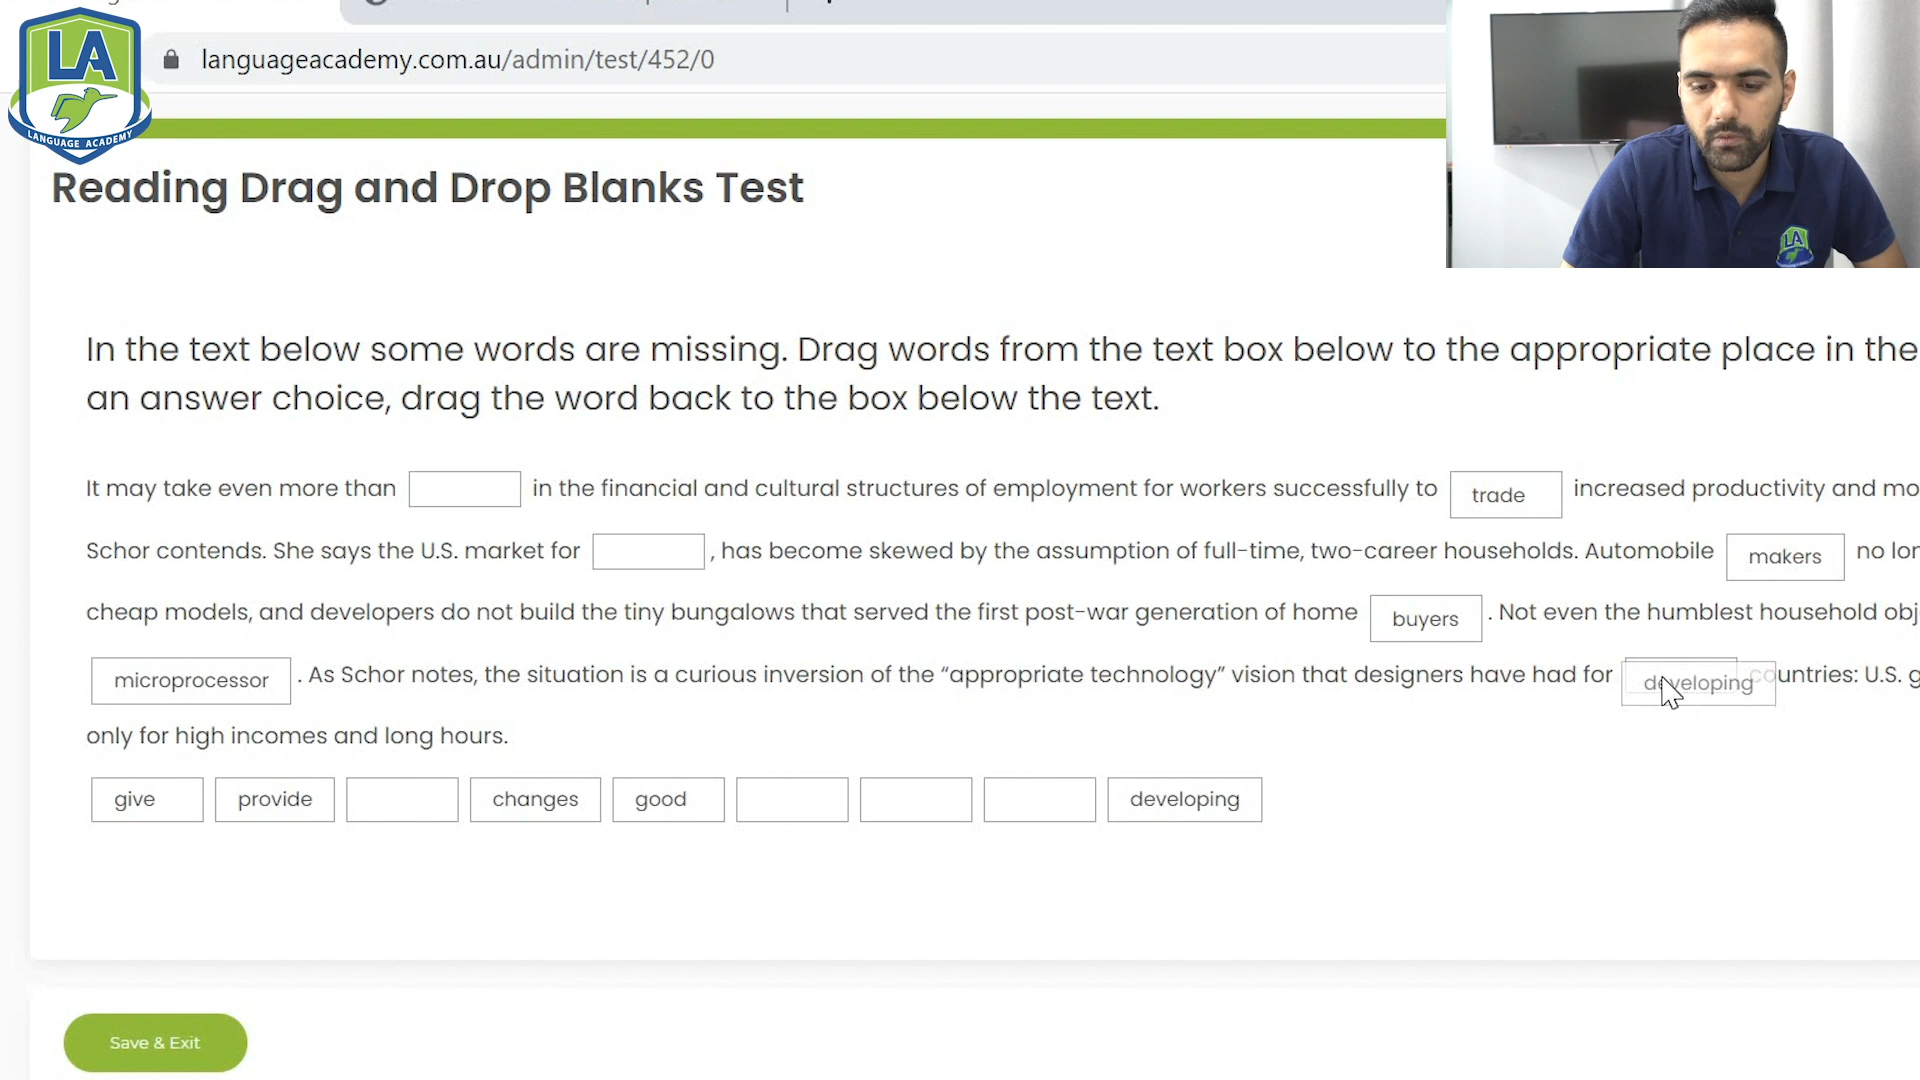 LA
LANGUAGE ACADEMY
languageacademy.com.au/admin/test/452/0
Reading Drag and Drop Blanks Test
In the text below some words are missing. Drag words from the text box below to the appropriate place in the
an answer choice, drag the word back to the box below the text.
It may take even more than in the financial and cultural structures of employment for workers successfully to trade increased productivity and mo
Schor contends. She says the U.S. market for , has become skewed by the assumption of full-time, two-career households. Automobile makers no lon
cheap models, and developers do not build the tiny bungalows that served the first post-war generation of home buyers . Not even the humblest household obj
microprocessor . As Schor notes, the situation is a curious inversion of the “appropriate technology” vision that designers have had for developing countries: U.S. g
only for high incomes and long hours.
give provide changes good developing
Save & Exit
LA